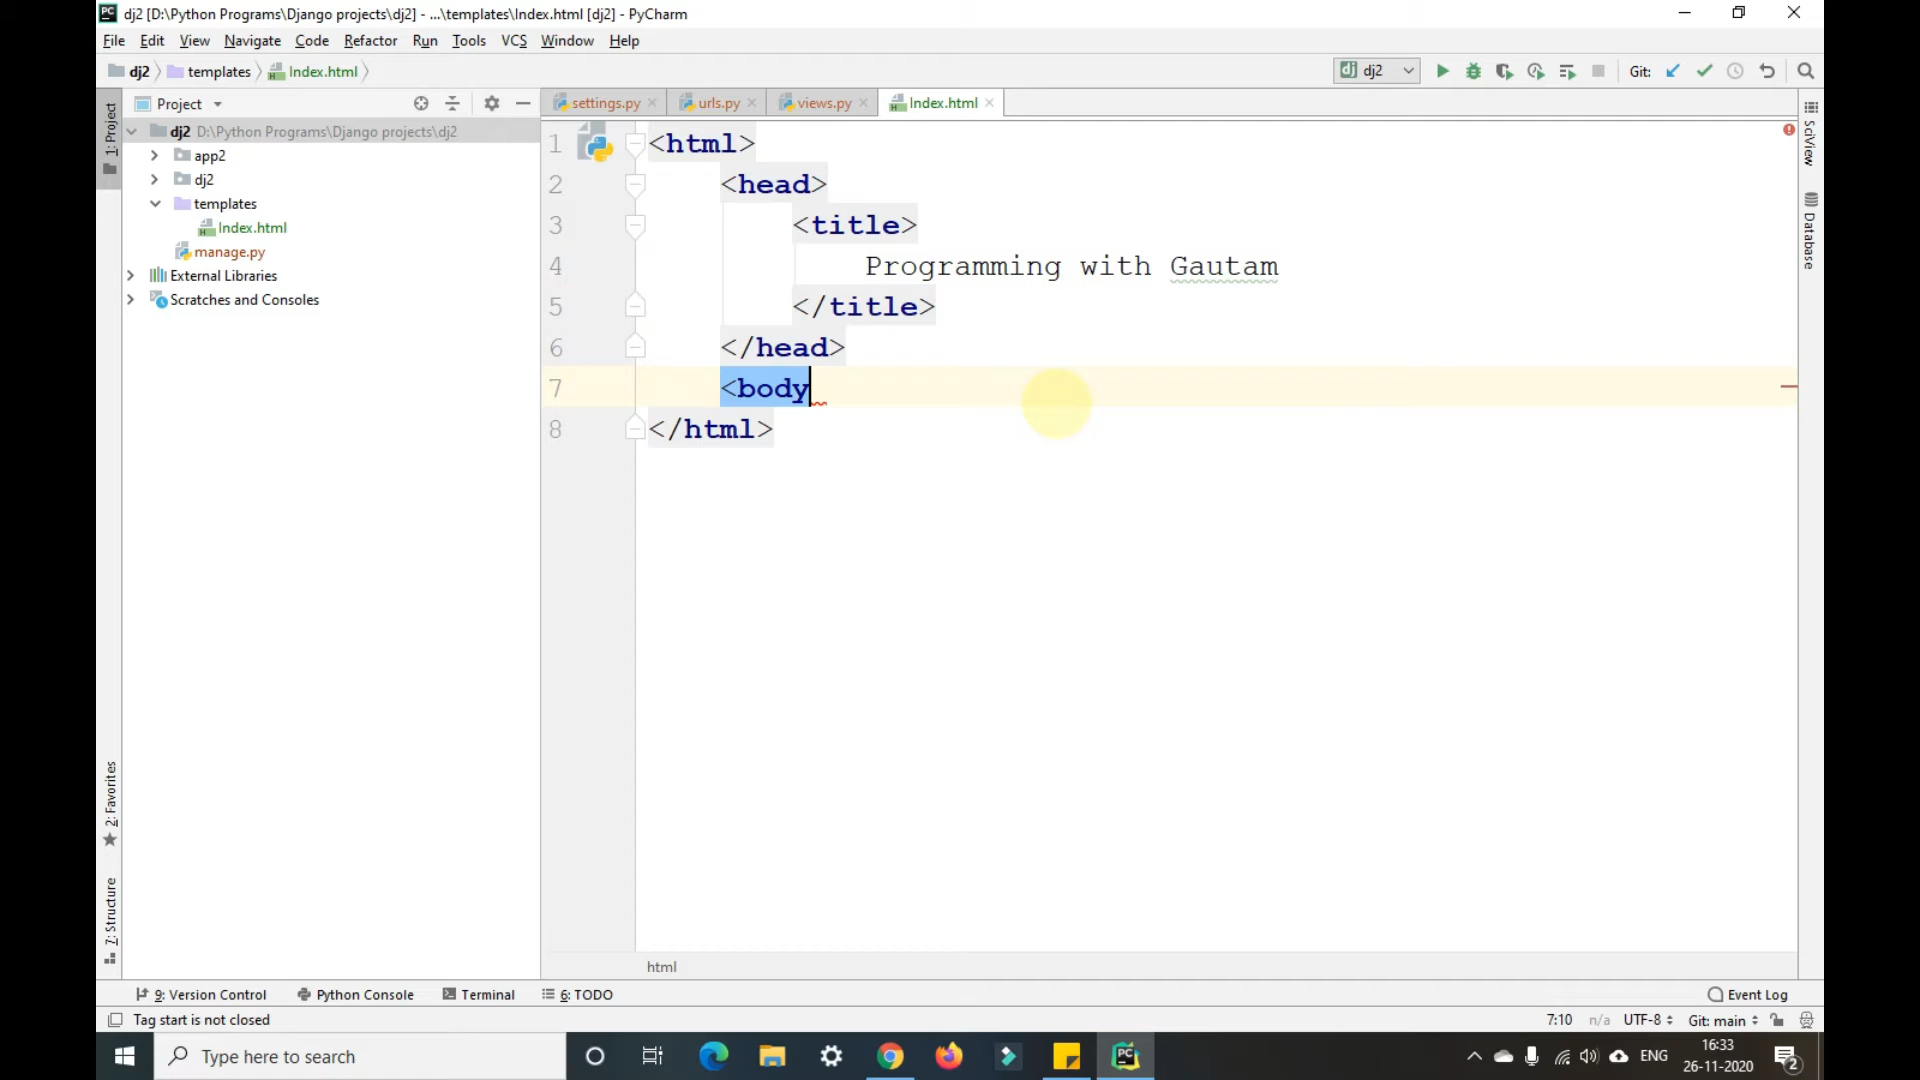 dj2 [D:\Python Programs\Django projects\dj2] - ...\templates\Index.html [dj2] - PyCharm
File Edit View Navigate Code Refactor Run Tools VCS Window Help
dj2 templates Index.html
dj2
Git:
1: Project
Project
settings.py
urls.py
views.py
Index.html
dj2 D:\Python Programs\Django projects\dj2
app2
dj2
templates
Index.html
manage.py
External Libraries
Scratches and Consoles
1 <html>
2 <head>
3 <title>
4 Programming with Gautam
5 </title>
6 </head>
7 <body
8 </html>
SciView
Database
2: Favorites
7: Structure
html
9: Version Control
Python Console
Terminal
6: TODO
Event Log
Tag start is not closed
7:10 n/a UTF-8 Git: main
Type here to search
ENG
16:33
26-11-2020
2